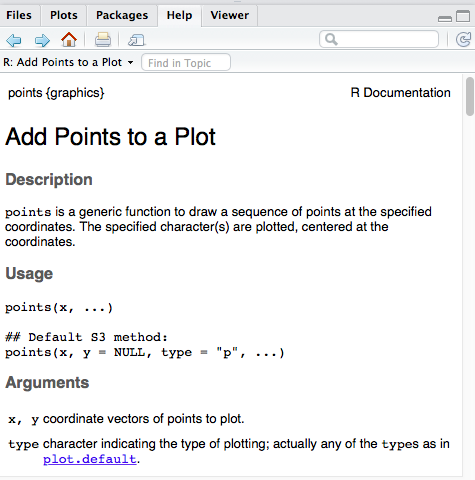 Files Plots Packages Help Viewer
R: Add Points to a Plot Find in Topic
points {graphics} R Documentation
Add Points to a Plot
Description
points is a generic function to draw a sequence of points at the specified
coordinates. The specified character(s) are plotted, centered at the
coordinates.
Usage
points(x, ...)
## Default S3 method:
points(x, y = NULL, type = "p", ...)
Arguments
x, y coordinate vectors of points to plot.
type character indicating the type of plotting; actually any of the types as in
plot.default.